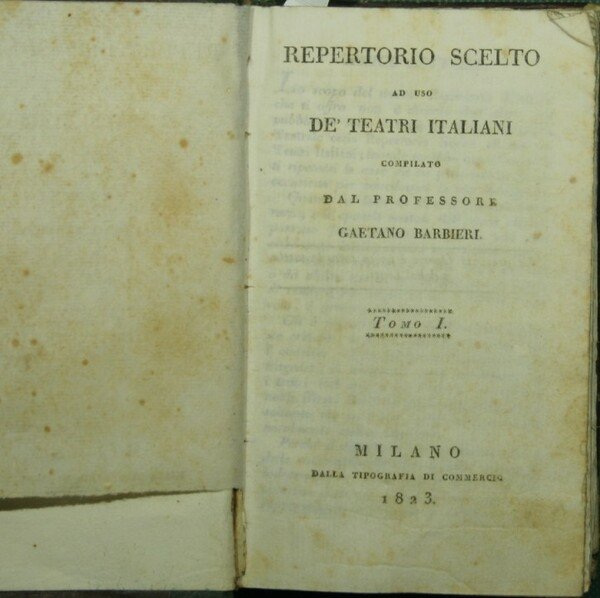 REPERTORIO SCELTO
AD USO
DE' TEATRI ITALIANI
COMPILATO
DAL PROFESSORE
GAETANO BARBIERI.
TOMO I.
MILANO
DALLA TIPOGRAFIA DI COMMERCIO
1823.